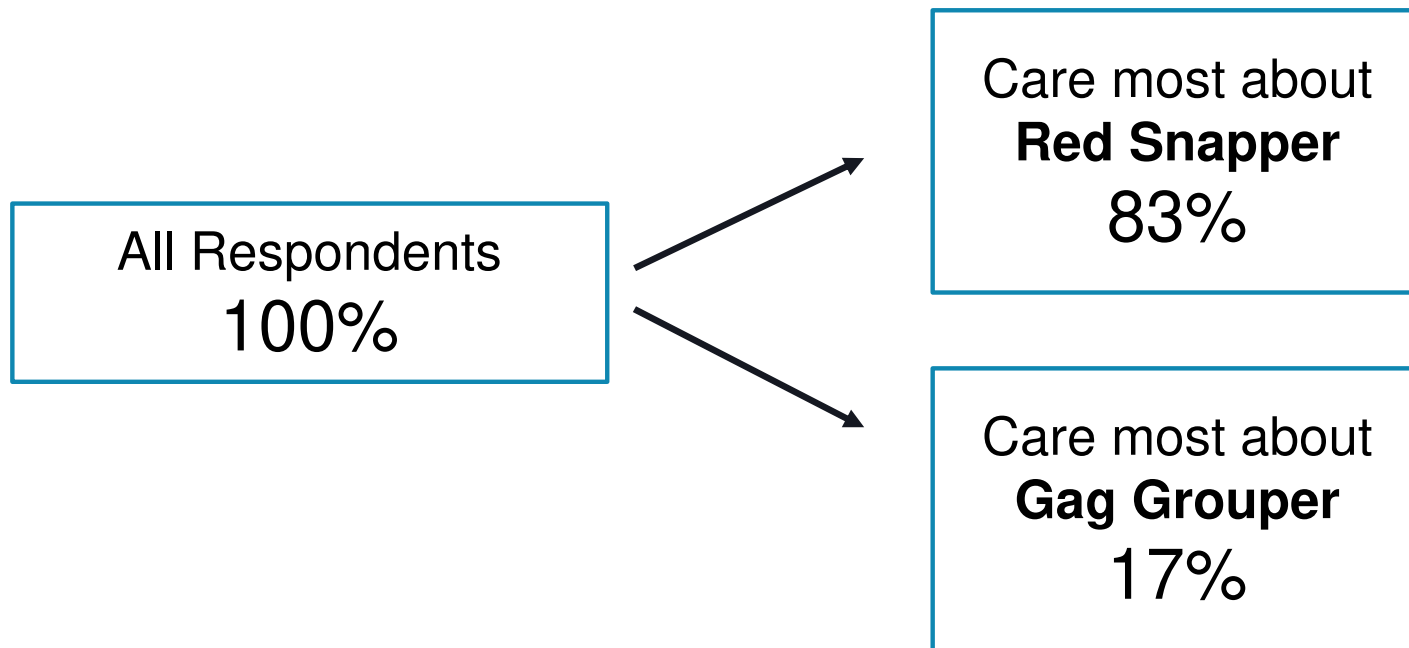 All Respondents
100%
Care most about
Red Snapper
83%
Care most about
Gag Grouper
17%